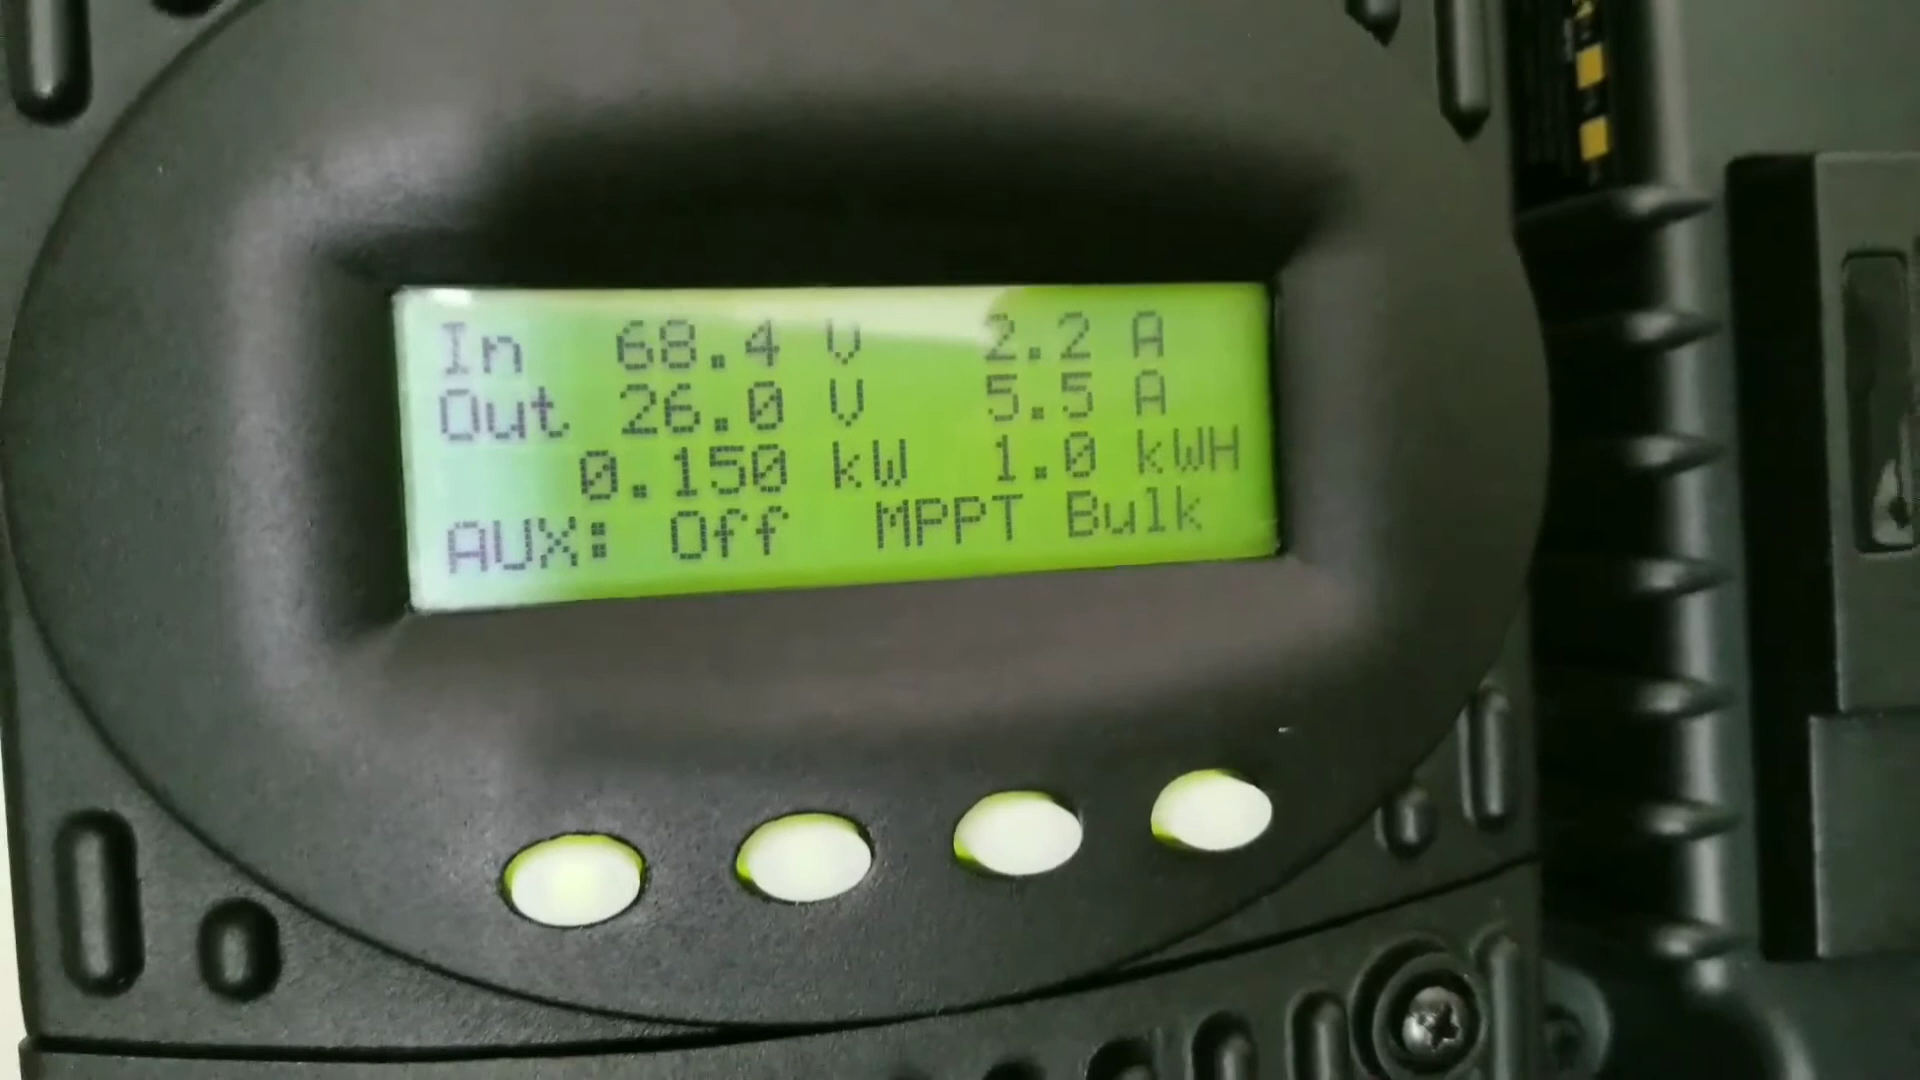 In 68.4 V 2.2 A
Out 26.0 V 5.5 A
0.150 kW 1.0 kWH
AUX: Off MPPT Bulk